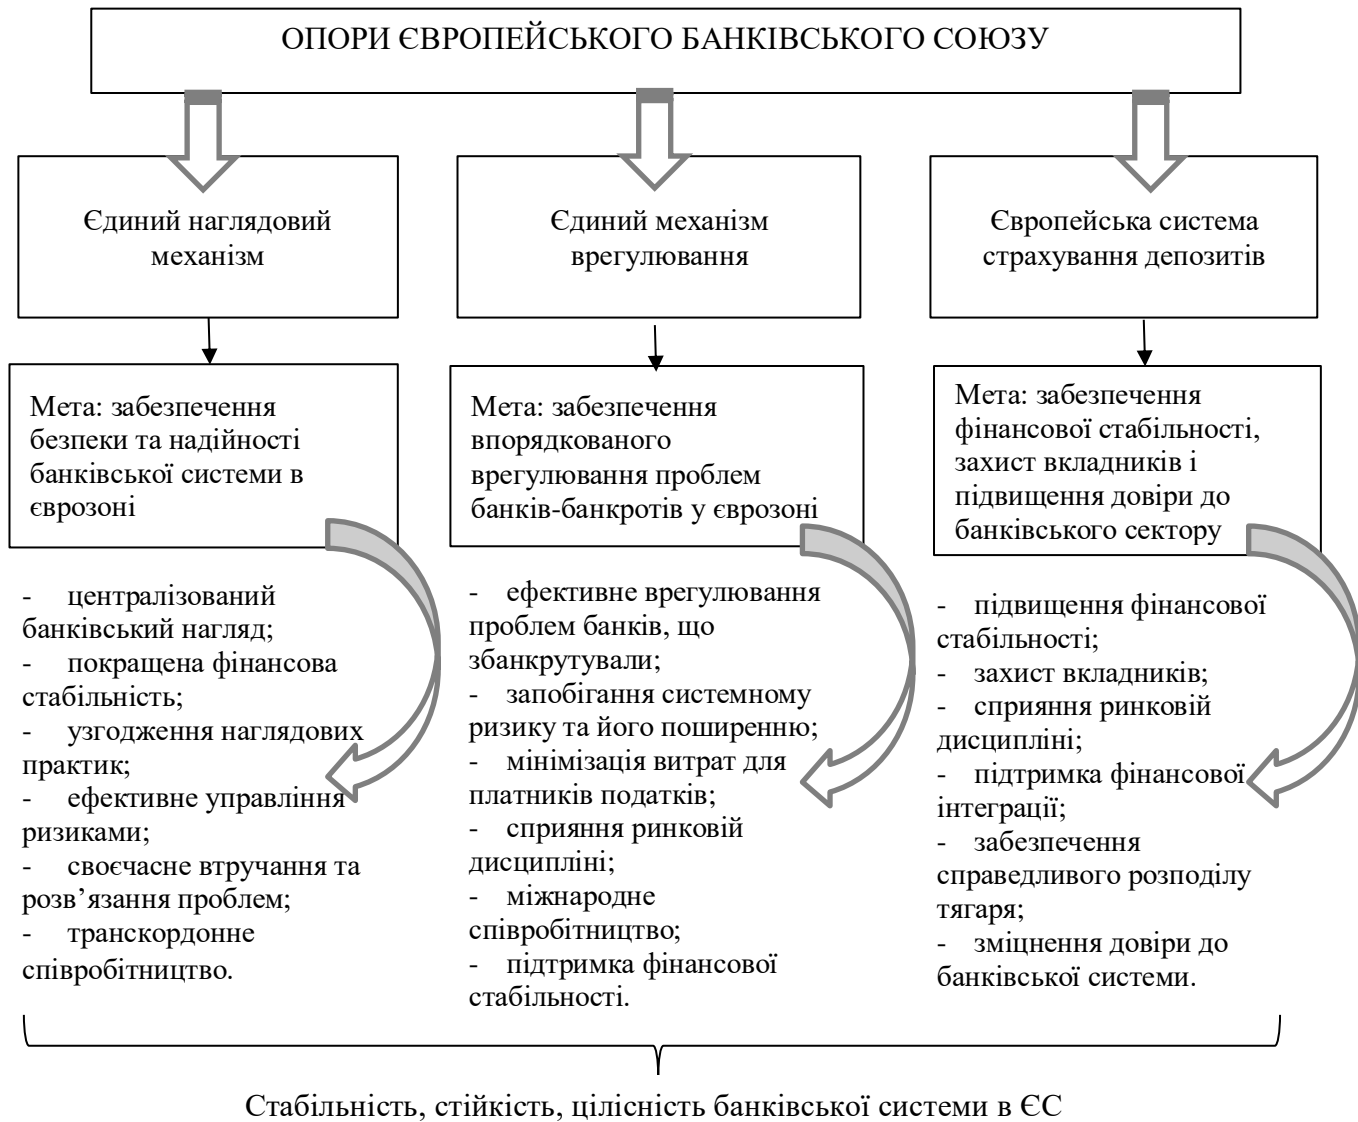 ОПОРИ ЄВРОПЕЙСЬКОГО БАНКІВСЬКОГО СОЮЗУ
Єдиний наглядовий
механізм
Єдиний механізм
врегулювання
Європейська система
страхування депозитів
Мета: забезпечення
безпеки та надійності
банківської системи в
єврозоні
Мета: забезпечення
впорядкованого
врегулювання проблем
банків-банкротів у єврозоні
Мета: забезпечення
фінансової стабільності,
захист вкладників і
підвищення довіри до
банківського сектору
- централізований
банківський нагляд;
- покращена фінансова
стабільність;
- узгодження наглядових
практик;
- ефективне управління
ризиками;
- своєчасне втручання та
розв’язання проблем;
- транскордонне
співробітництво.
- ефективне врегулювання
проблем банків, що
збанкрутували;
- запобігання системному
ризику та його поширенню;
- мінімізація витрат для
платників податків;
- сприяння ринковій
дисципліні;
- міжнародне
співробітництво;
- підтримка фінансової
стабільності.
- підвищення фінансової
стабільності;
- захист вкладників;
- сприяння ринковій
дисципліні;
- підтримка фінансової
інтеграції;
- забезпечення
справедливого розподілу
тягаря;
- зміцнення довіри до
банківської системи.
Стабільність, стійкість, цілісність банківської системи в ЄС